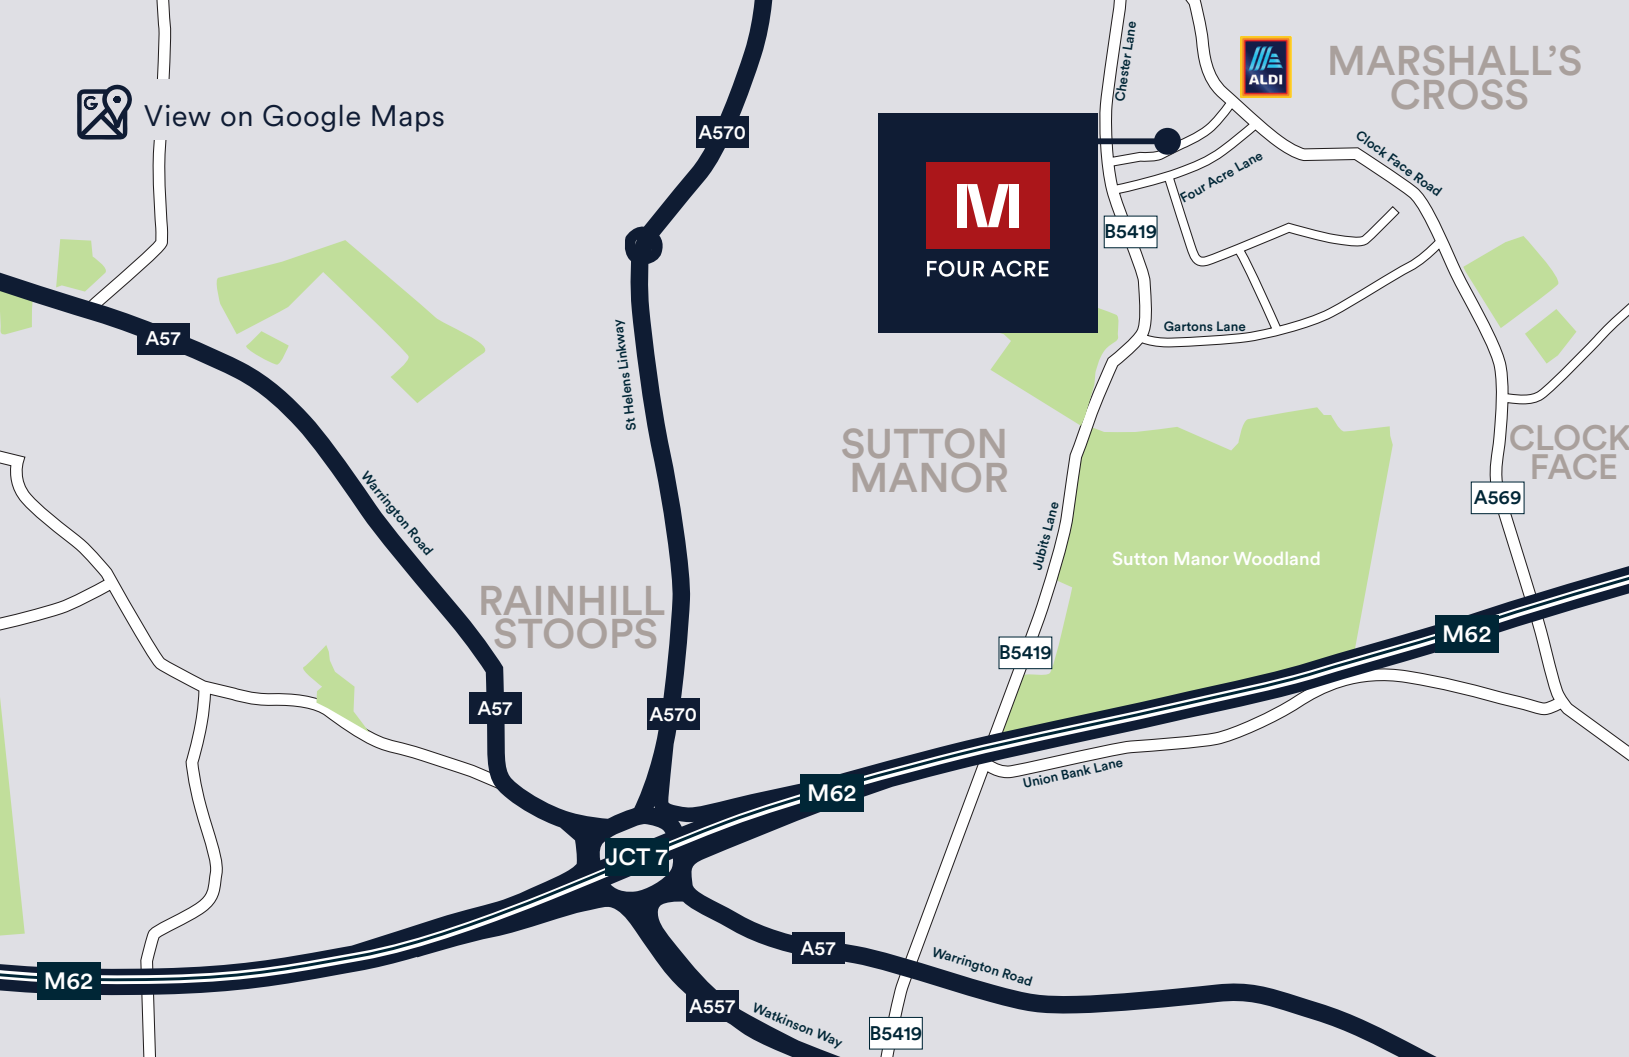 Chester Lane
ALDI
MARSHALL'S
CROSS
G
View on Google Maps
A570
Clock Face Road
Four Acre Lane
B5419
M
FOUR ACRE
A57
Gartons Lane
St Helens Linkway
SUTTON
MANOR
CLOCK
FACE
A569
Warrington Road
Jubits Lane
Sutton Manor Woodland
RAINHILL
STOOPS
M62
B5419
A57
A570
Union Bank Lane
M62
JCT 7
A57
Warrington Road
M62
A557
Watkinson Way
B5419